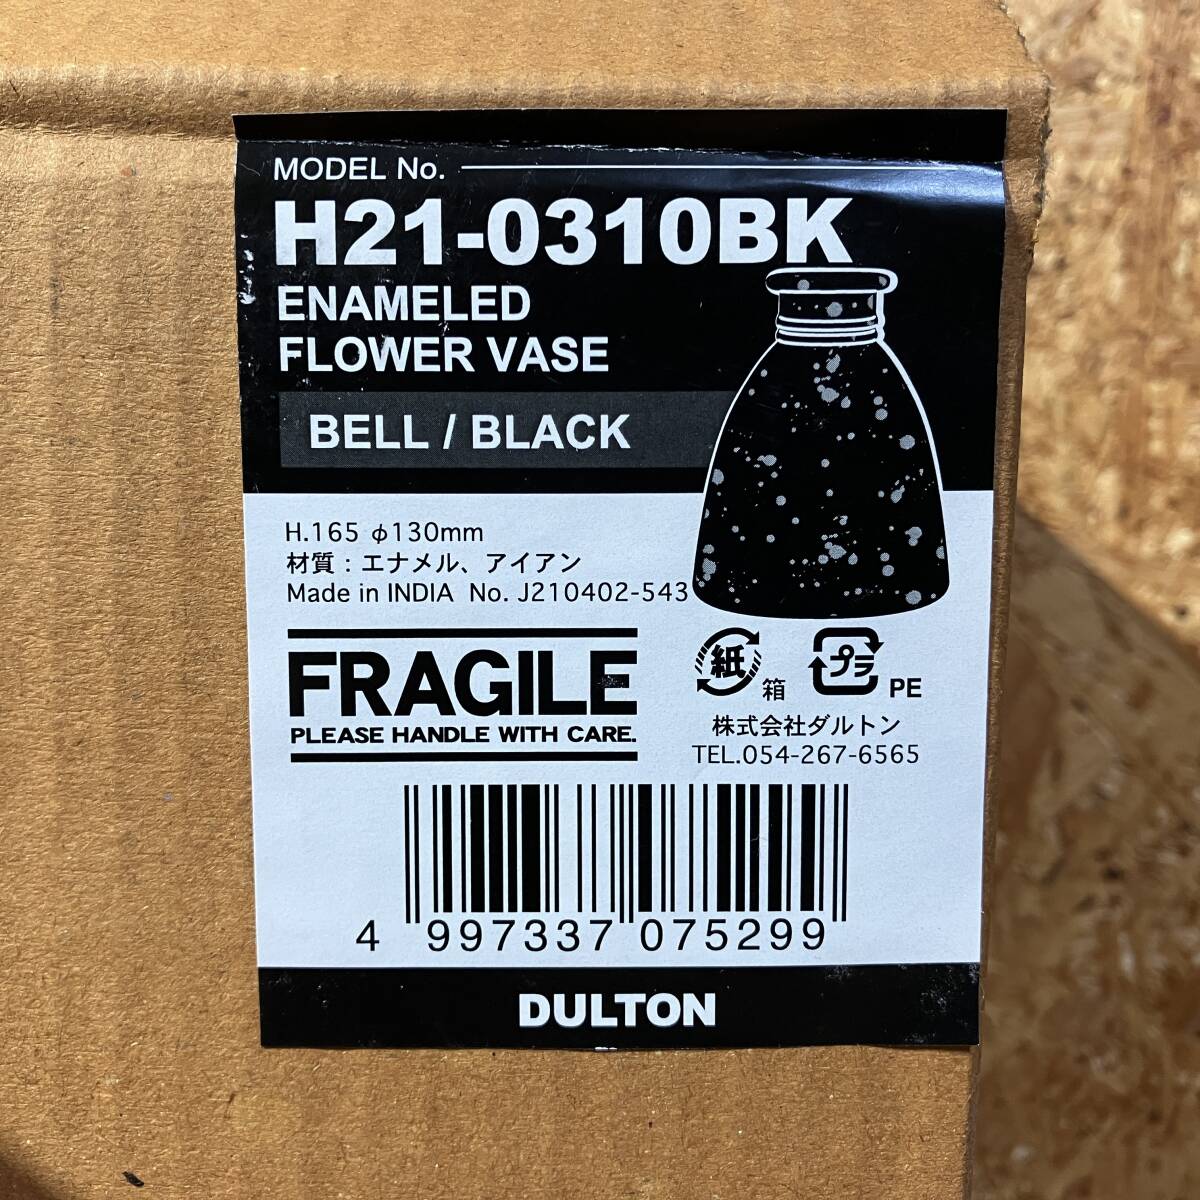 MODEL No.
H21-0310BK
ENAMELED
FLOWER VASE
BELL / BLACK
H.165 φ130mm
材質：エナメル、アイアン
Made in INDIA No. J210402-543
FRAGILE
PLEASE HANDLE WITH CARE.
紙 箱
プラ PE
株式会社ダルトン
TEL.054-267-6565
4 997337 075299
DULTON